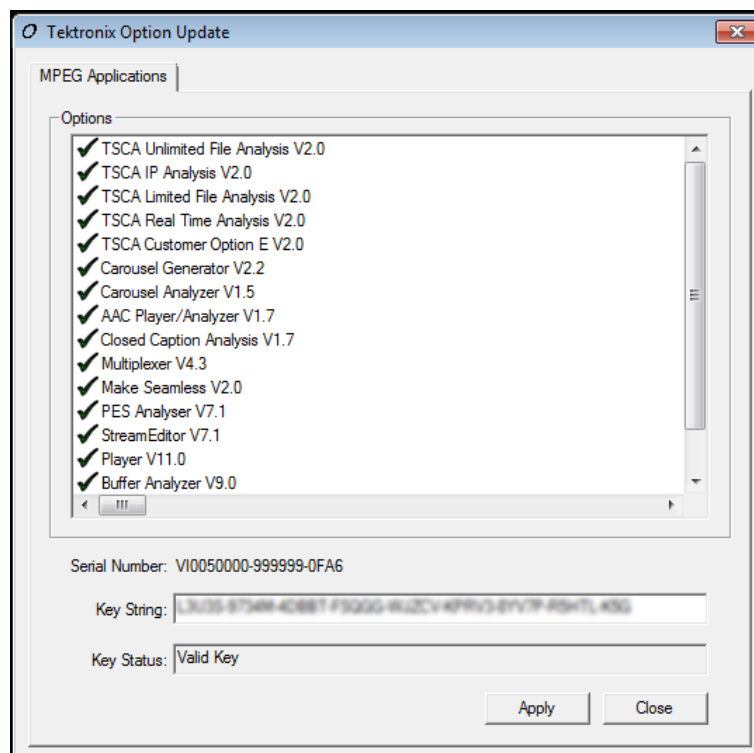 Tektronix Option Update
MPEG Applications
Options
TSCA Unlimited File Analysis V2.0
TSCA IP Analysis V2.0
TSCA Limited File Analysis V2.0
TSCA Real Time Analysis V2.0
TSCA Customer Option E V2.0
Carousel Generator V2.2
Carousel Analyzer V1.5
AAC Player/Analyzer V1.7
Closed Caption Analysis V1.7
Multiplexer V4.3
Make Seamless V2.0
PES Analyser V7.1
StreamEditor V7.1
Player V11.0
Buffer Analyzer V9.0
Serial Number: VI0050000-999999-0FA6
Key String:
Key Status: Valid Key
Apply Close